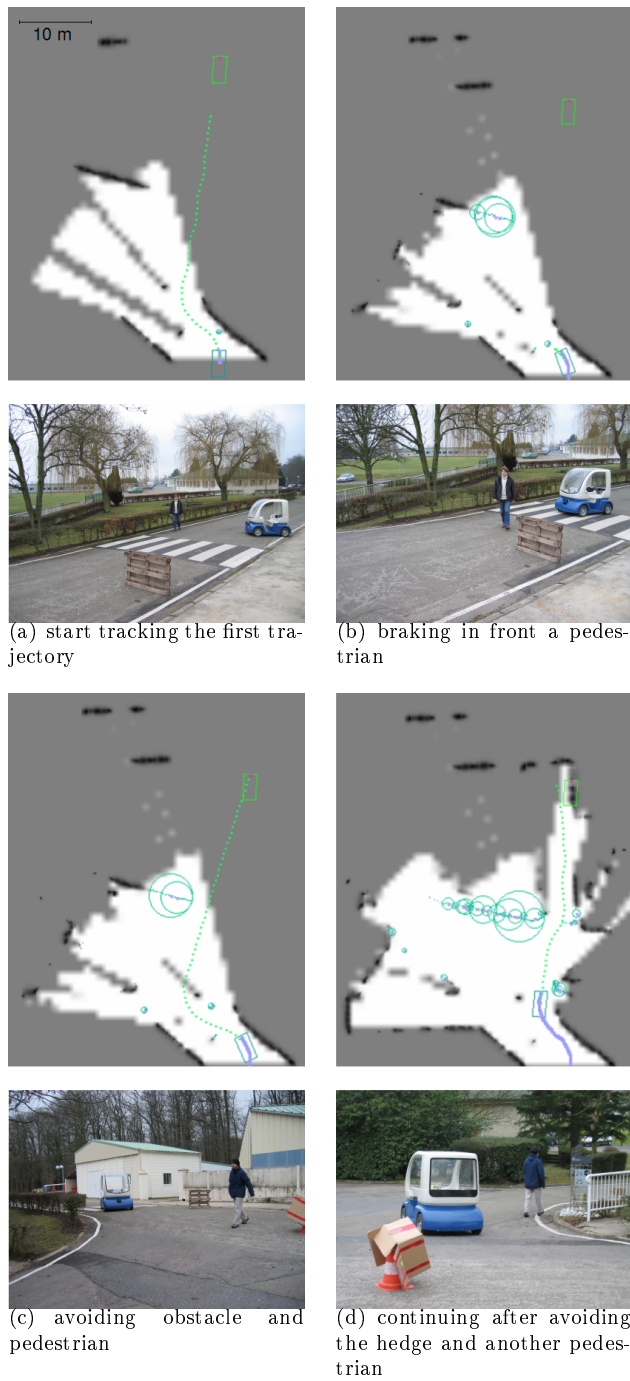 10 m
(a) start tracking the first tra-
jectory
(b) braking in front a pedes-
trian
(c) avoiding obstacle and
pedestrian
(d) continuing after avoiding
the hedge and another pedes-
trian